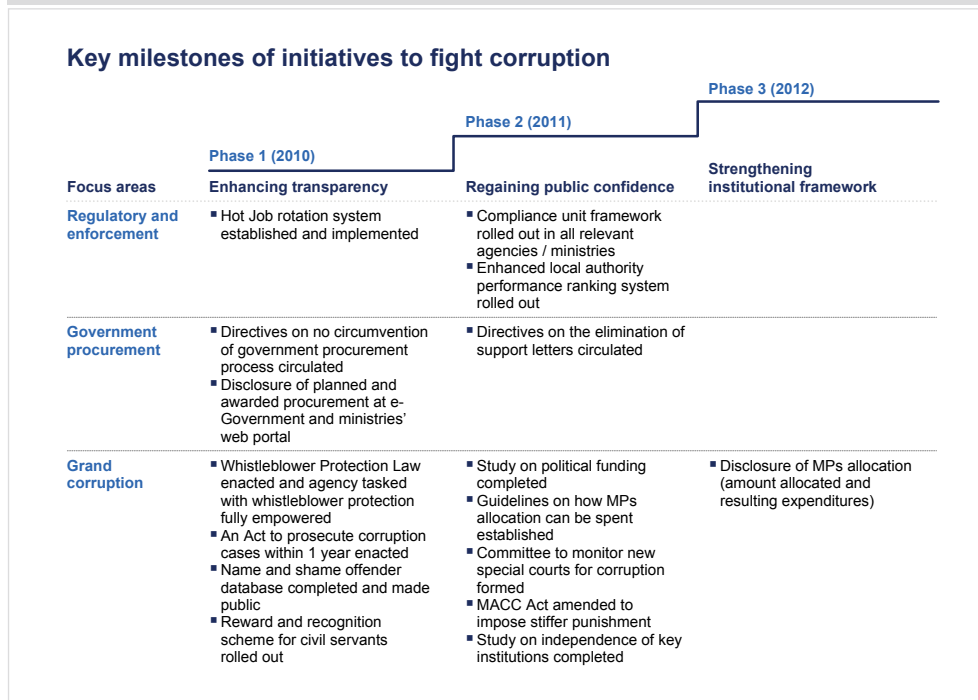 Key milestones of initiatives to fight corruption
Phase 3 (2012)
Phase 2 (2011)
Phase 1 (2010)
Focus areas
Enhancing transparency
Regaining public confidence
Strengthening
institutional framework
Regulatory and
enforcement
▪ Hot Job rotation system
established and implemented
▪ Compliance unit framework
rolled out in all relevant
agencies / ministries
▪ Enhanced local authority
performance ranking system
rolled out
Government
procurement
▪ Directives on no circumvention
of government procurement
process circulated
▪ Disclosure of planned and
awarded procurement at e-
Government and ministries'
web portal
▪ Directives on the elimination of
support letters circulated
Grand
corruption
▪ Whistleblower Protection Law
enacted and agency tasked
with whistleblower protection
fully empowered
▪ An Act to prosecute corruption
cases within 1 year enacted
▪ Name and shame offender
database completed and made
public
▪ Reward and recognition
scheme for civil servants
rolled out
▪ Study on political funding
completed
▪ Guidelines on how MPs
allocation can be spent
established
▪ Committee to monitor new
special courts for corruption
formed
▪ MACC Act amended to
impose stiffer punishment
▪ Study on independence of key
institutions completed
▪ Disclosure of MPs allocation
(amount allocated and
resulting expenditures)